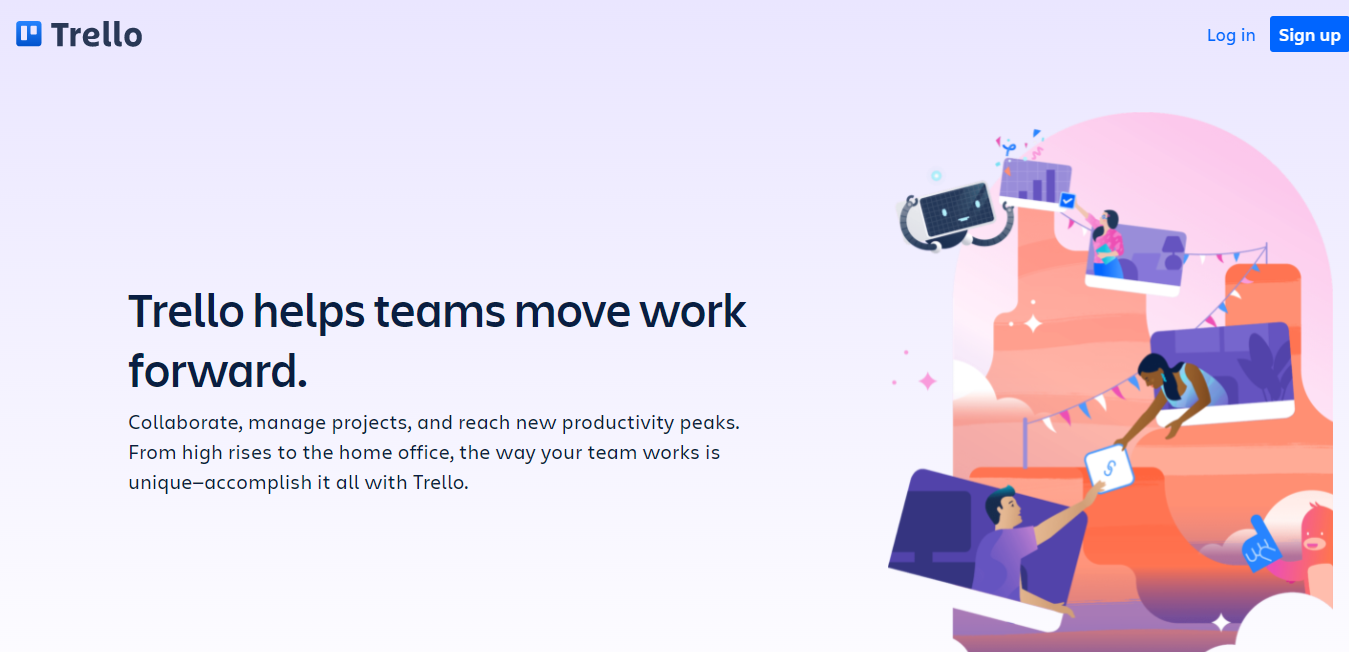 Trello
Log in
Sign up
Trello helps teams move work
forward.
Collaborate, manage projects, and reach new productivity peaks.
From high rises to the home office, the way your team works is
unique—accomplish it all with Trello.
S